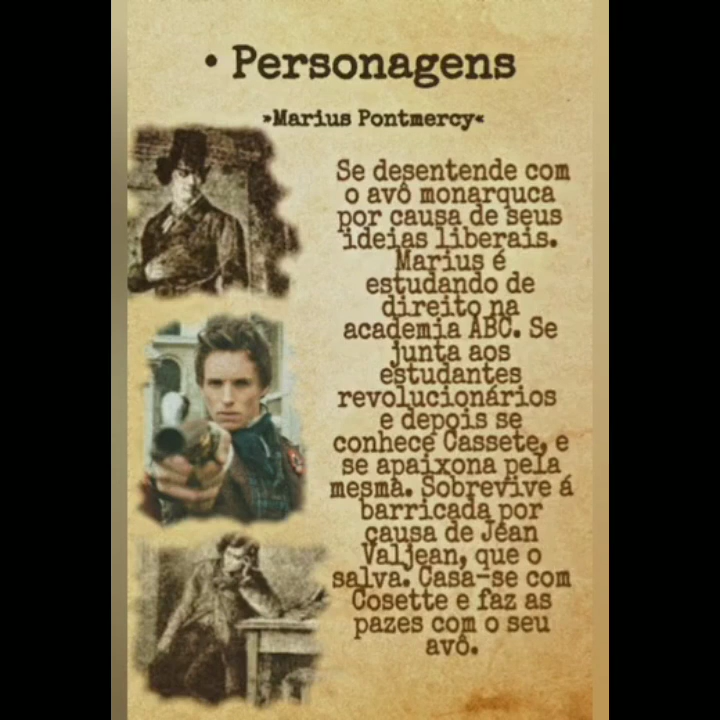 • Personagens
»Marius Pontmercy«
Se desentende com
o avô monarquca
por causa de seus
ideias liberais.
Marius é
estudando de
direito na
academia ABC. Se
junta aos
estudantes
revolucionários
e depois se
conhece Cassete, e
se apaixona pela
mesma. Sobrevive á
barricada por
causa de Jean
Valjean, que o
salva. Casa-se com
Cosette e faz as
pazes com o seu
avô.